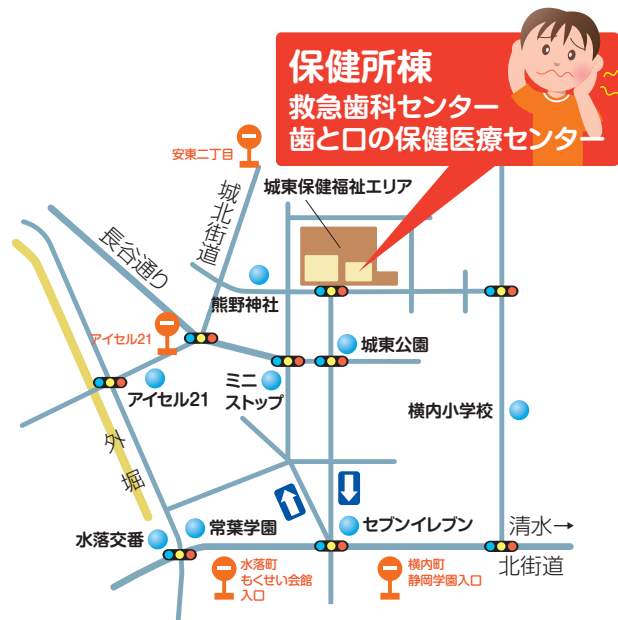 保健所棟
救急歯科センター
歯と口の保健医療センター
安東二丁目
城東保健福祉エリア
城北街道
長谷通り
熊野神社
アイセル21
城東公園
ミニ
ストップ
アイセル21
横内小学校
外堀
水落交番
常葉学園
セブンイレブン
清水→
北街道
水落町
もくせい会館
入口
横内町
静岡学園入口